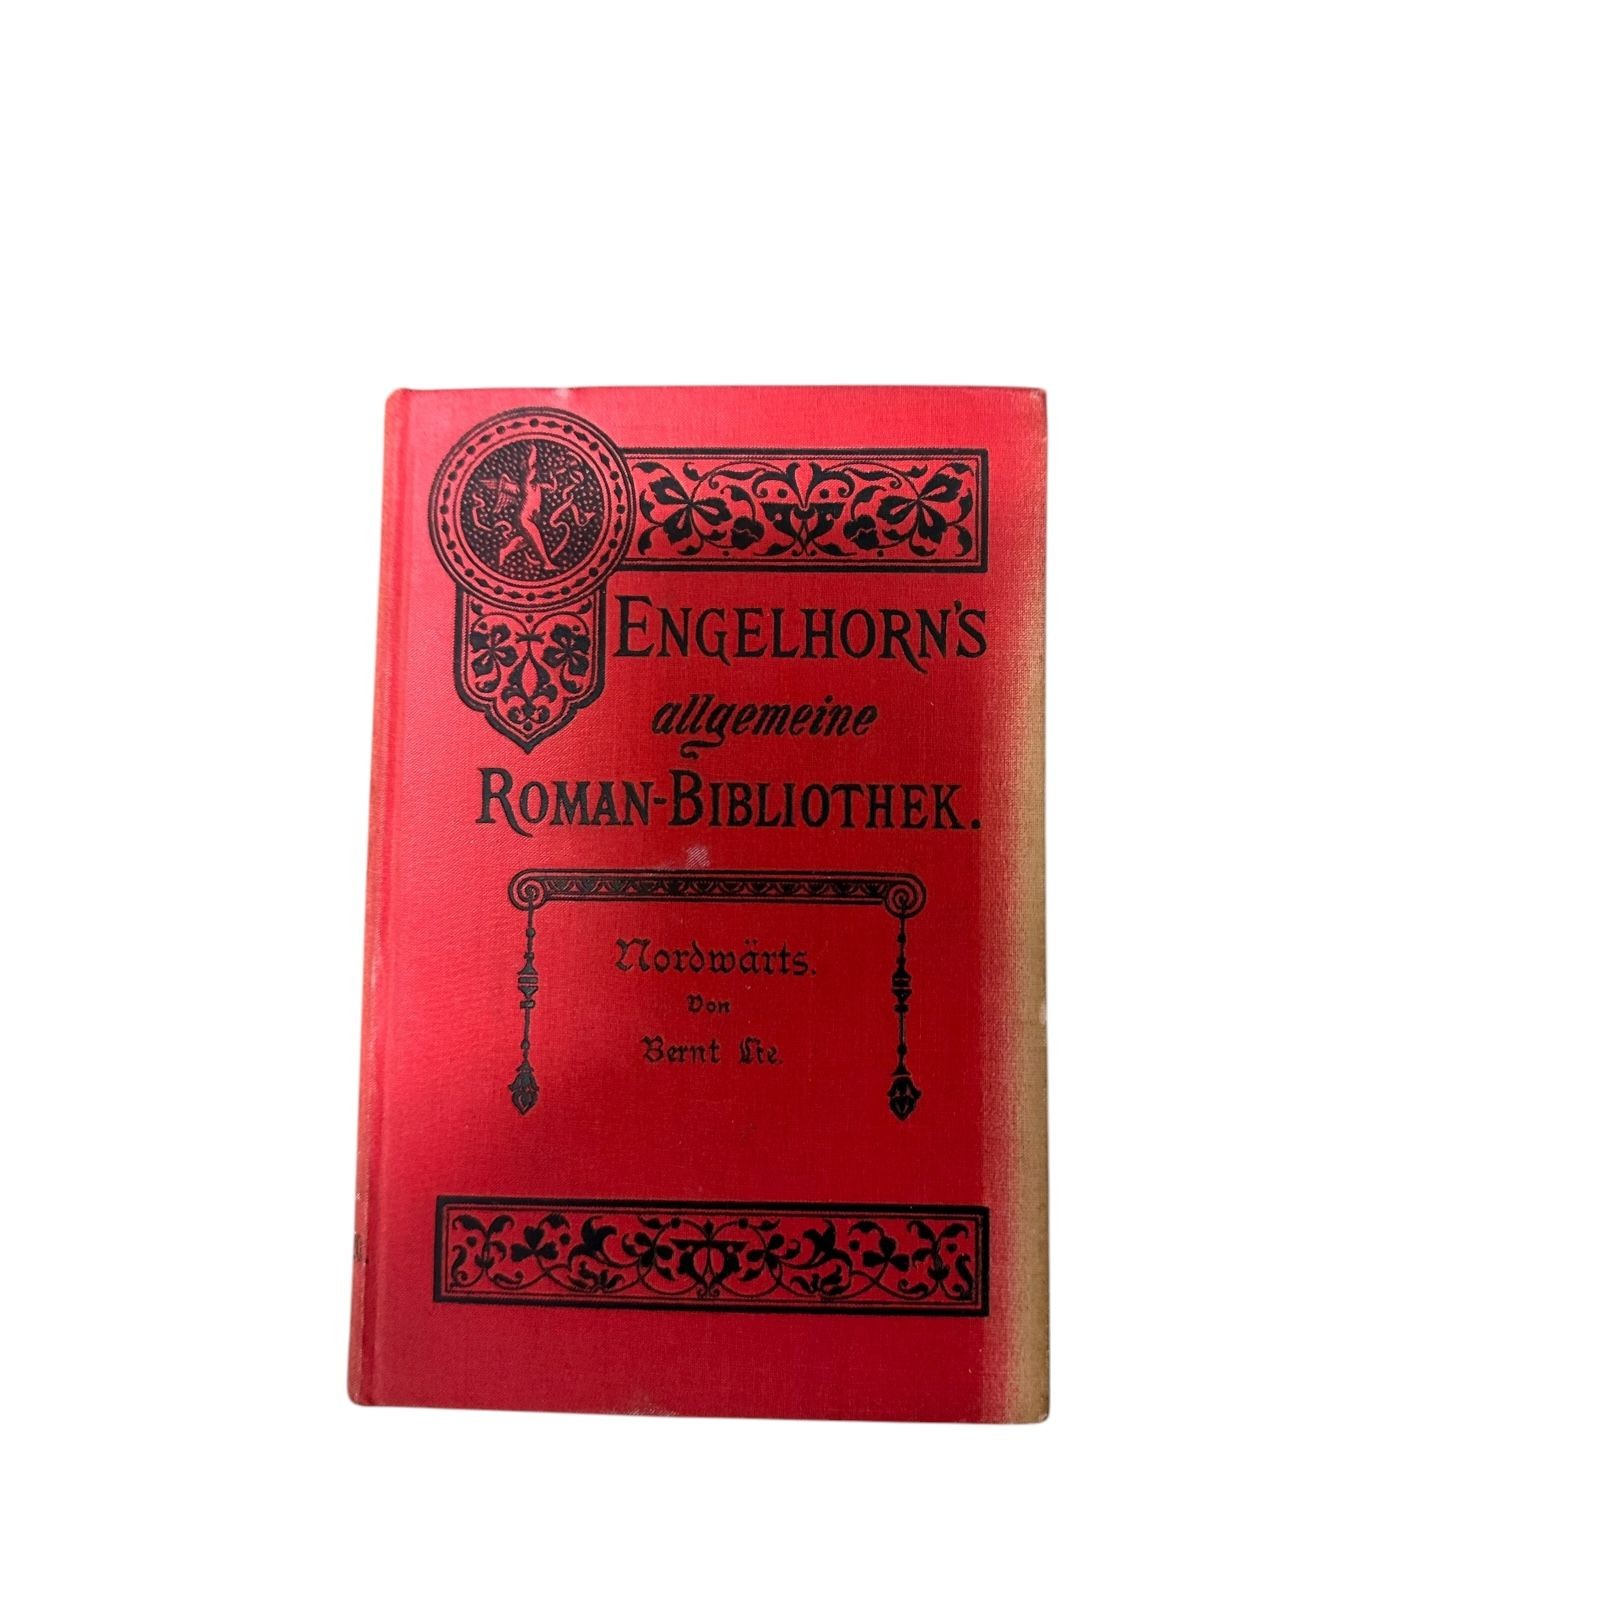 ENGELHORN'S
allgemeine
ROMAN-BIBLIOTHEK.
Nordwärts.
Von
Bernt Lie.